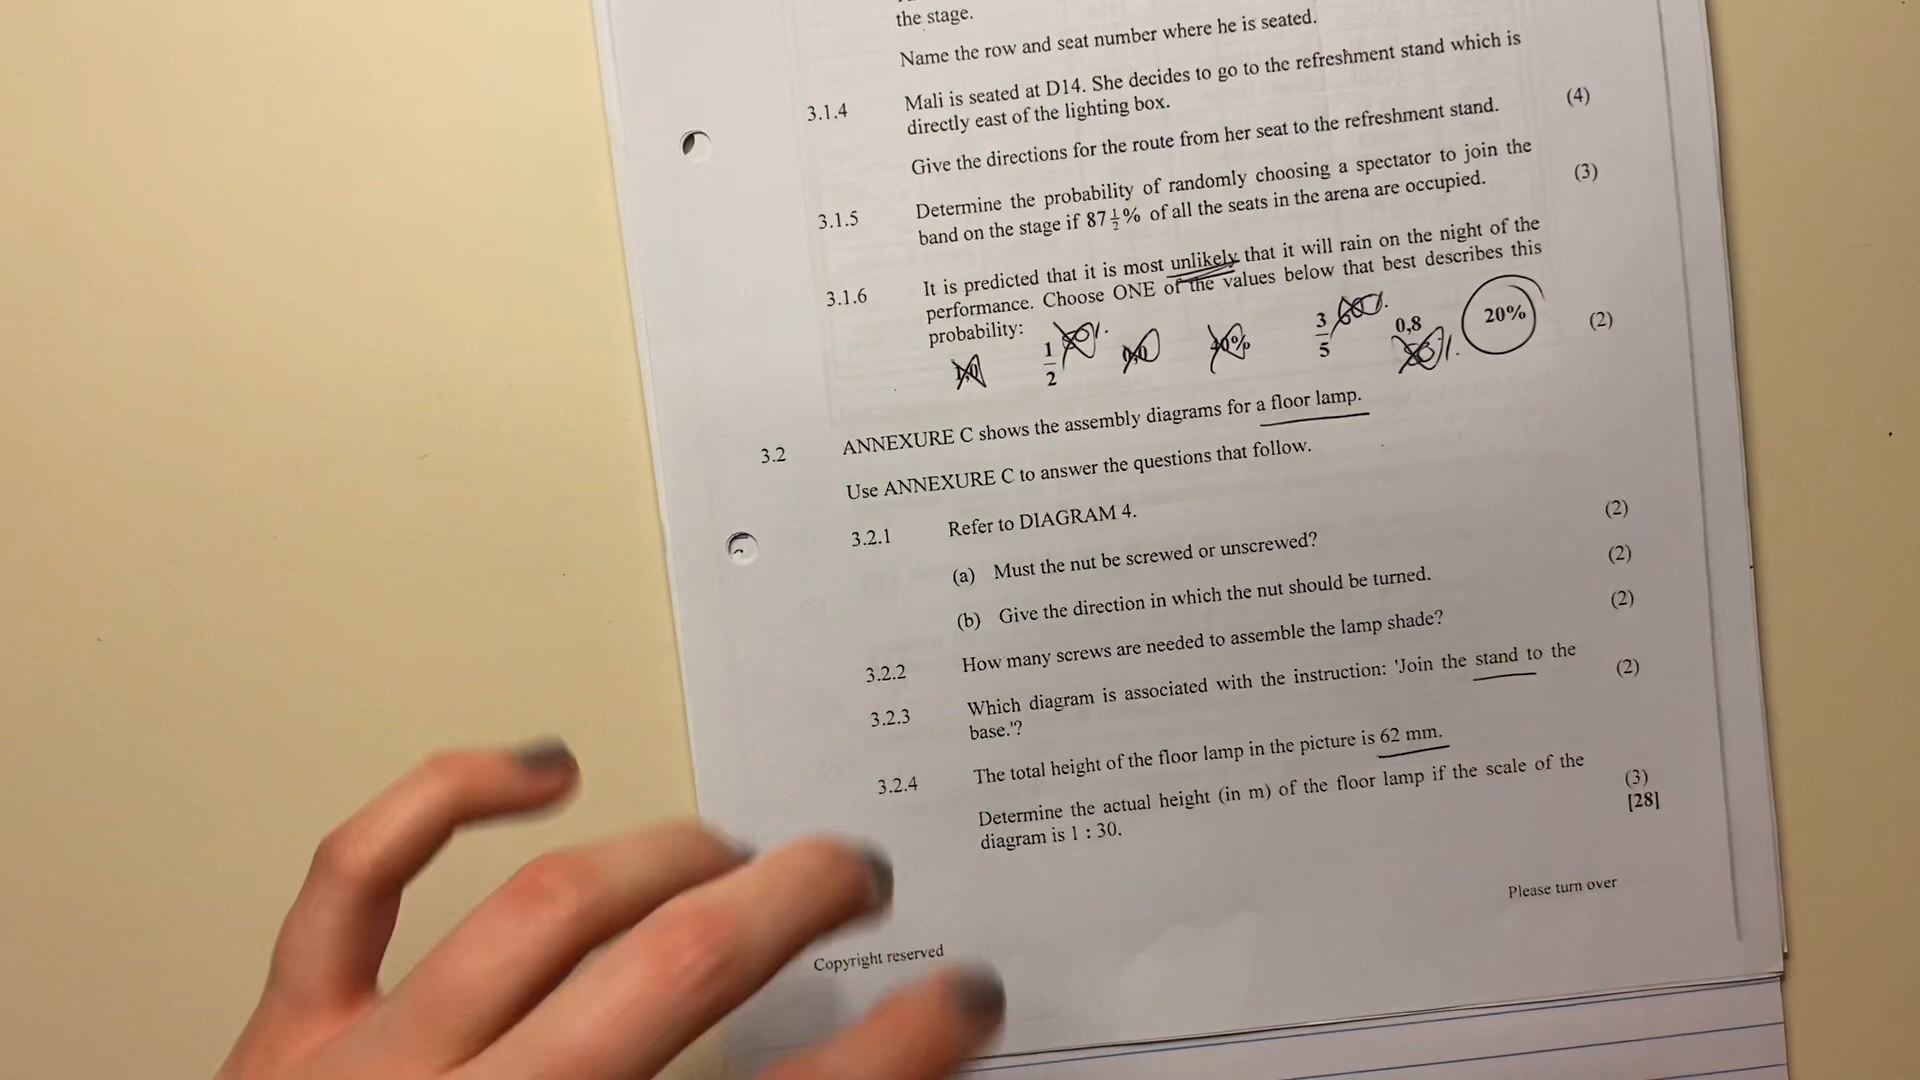 the stage.
Name the row and seat number where he is seated.
3.1.4 Mali is seated at D14. She decides to go to the refreshment stand which is
directly east of the lighting box.
Give the directions for the route from her seat to the refreshment stand. (4)
3.1.5 Determine the probability of randomly choosing a spectator to join the
band on the stage if 87 1/2 % of all the seats in the arena are occupied. (3)
3.1.6 It is predicted that it is most unlikely that it will rain on the night of the
performance. Choose ONE of the values below that best describes this
probability:
1/2 3/5 0,8 20% (2)
3.2 ANNEXURE C shows the assembly diagrams for a floor lamp.
Use ANNEXURE C to answer the questions that follow.
3.2.1 Refer to DIAGRAM 4.
(a) Must the nut be screwed or unscrewed? (2)
(b) Give the direction in which the nut should be turned. (2)
3.2.2 How many screws are needed to assemble the lamp shade? (2)
3.2.3 Which diagram is associated with the instruction: 'Join the stand to the
base.'? (2)
3.2.4 The total height of the floor lamp in the picture is 62 mm.
Determine the actual height (in m) of the floor lamp if the scale of the
diagram is 1 : 30. (3)
[28]
Please turn over
Copyright reserved